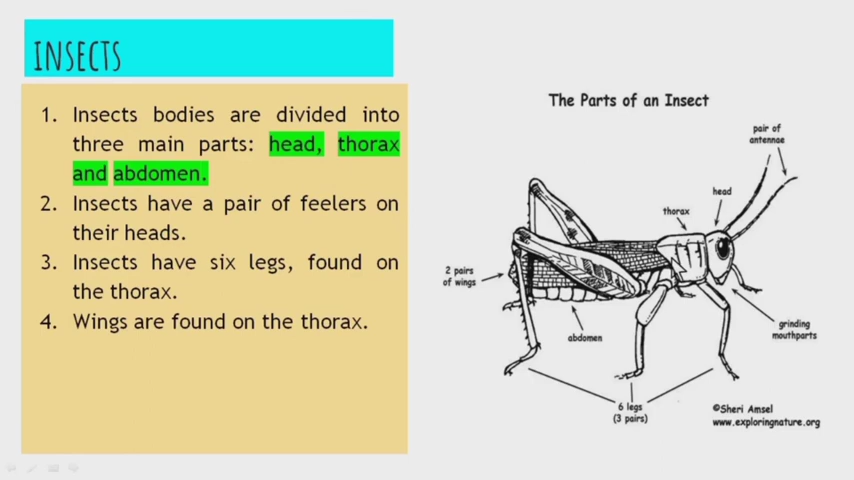 INSECTS
1. Insects bodies are divided into
three main parts: head, thorax
and abdomen.
2. Insects have a pair of feelers on
their heads.
3. Insects have six legs, found on
the thorax.
4. Wings are found on the thorax.
The Parts of an Insect
pair of
antennae
head
thorax
2 pairs
of wings
abdomen
grinding
mouthparts
6 legs
(3 pairs)
©Sheri Amsel
www.exploringnature.org